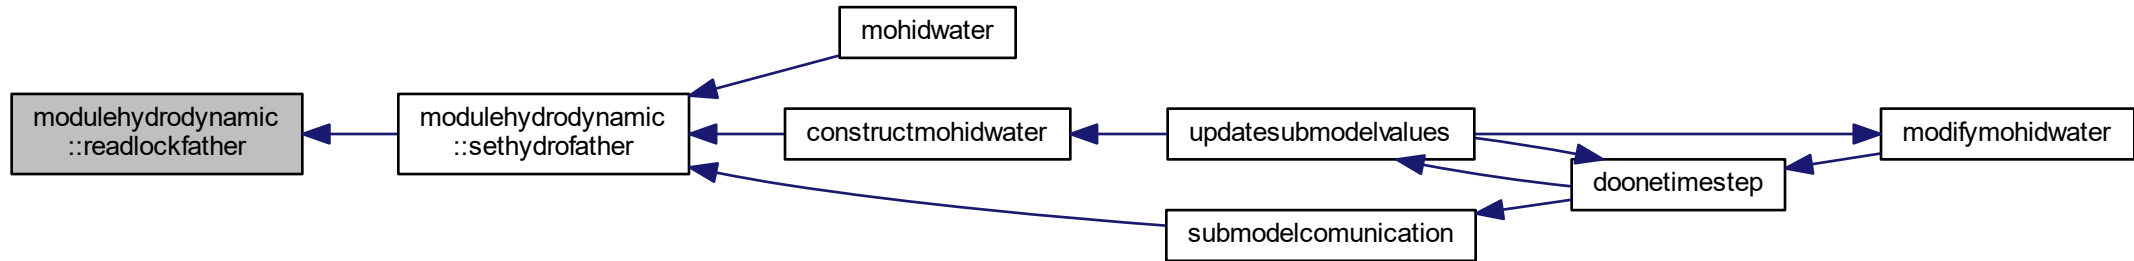 mohidwater
modulehydrodynamic
::readlockfather
modulehydrodynamic
::sethydrofather
constructmohidwater
updatesubmodelvalues
modifymohidwater
doonetimestep
submodelcomunication